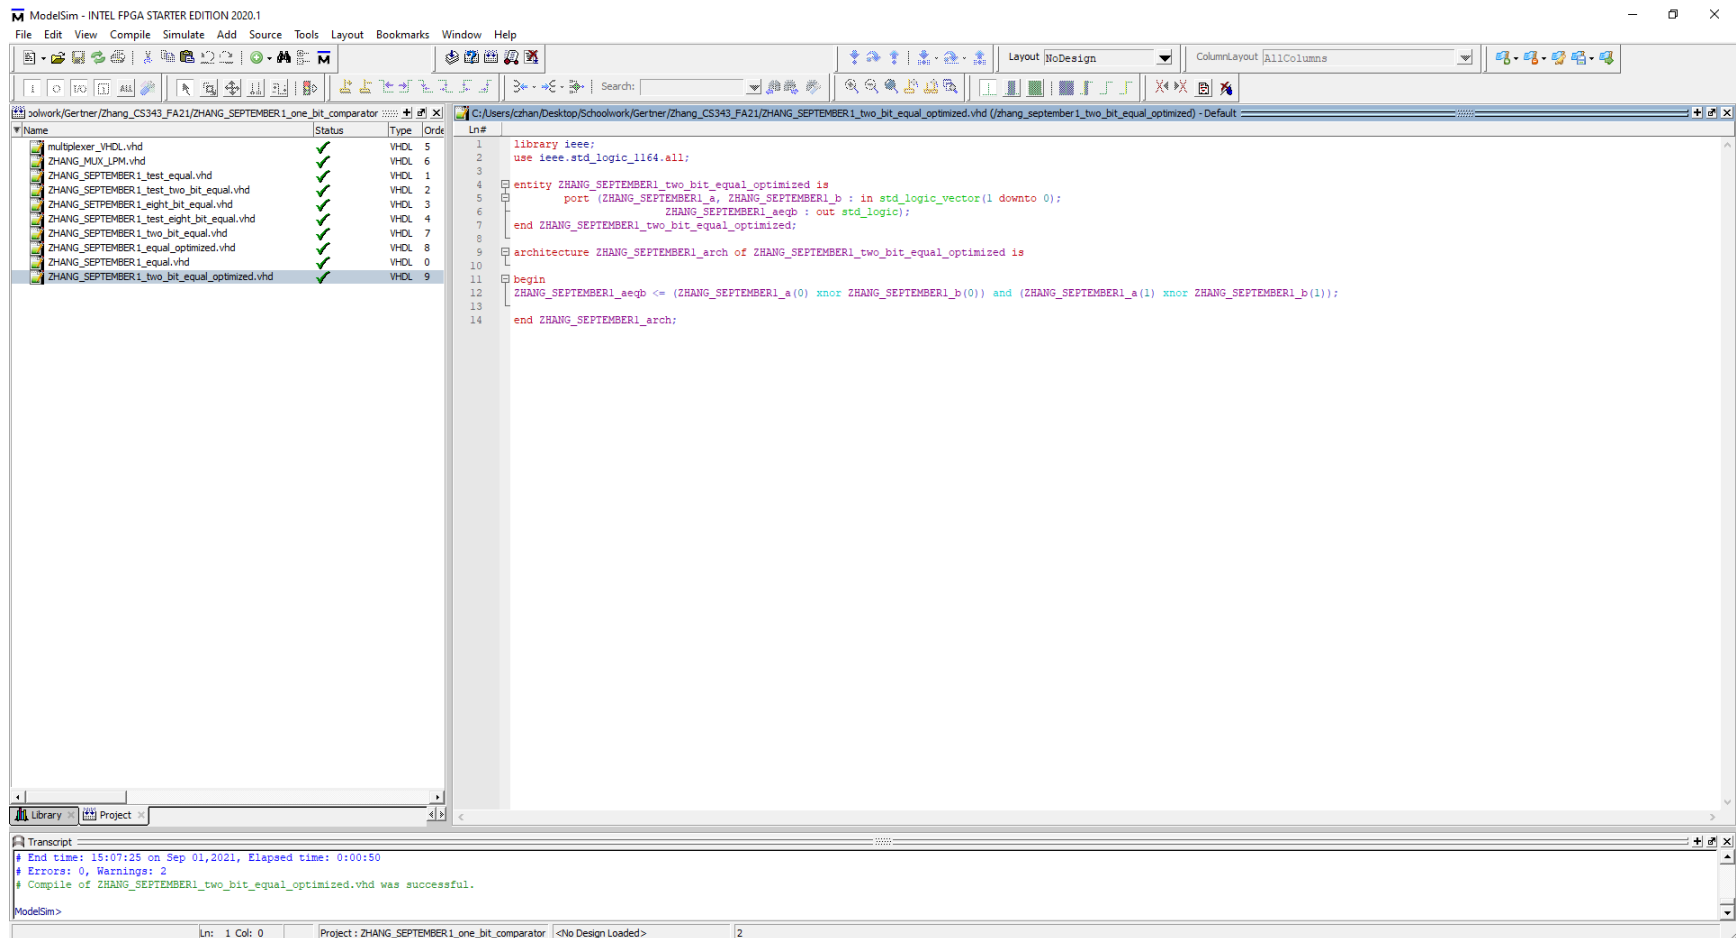 ModelSim - INTEL FPGA STARTER EDITION 2020.1
File Edit View Compile Simulate Add Source Tools Layout Bookmarks Window Help
Layout NoDesign
ColumnLayout AllColumns
Search:
oolwork/Gertner/Zhang_CS343_FA21/ZHANG_SEPTEMBER1_one_bit_comparator
Name Status Type Orde
multiplexer_VHDL.vhd VHDL 5
ZHANG_MUX_LPM.vhd VHDL 6
ZHANG_SEPTEMBER1_test_equal.vhd VHDL 1
ZHANG_SEPTEMBER1_test_two_bit_equal.vhd VHDL 2
ZHANG_SETPEMBER1_eight_bit_equal.vhd VHDL 3
ZHANG_SEPTEMBER1_test_eight_bit_equal.vhd VHDL 4
ZHANG_SEPTEMBER1_two_bit_equal.vhd VHDL 7
ZHANG_SEPTEMBER1_equal_optimized.vhd VHDL 8
ZHANG_SEPTEMBER1_equal.vhd VHDL 0
ZHANG_SEPTEMBER1_two_bit_equal_optimized.vhd VHDL 9
Library
Project
C:/Users/czhan/Desktop/Schoolwork/Gertner/Zhang_CS343_FA21/ZHANG_SEPTEMBER1_two_bit_equal_optimized.vhd (/zhang_september1_two_bit_equal_optimized) - Default
Ln#
1 library ieee;
2 use ieee.std_logic_1164.all;
3
4 entity ZHANG_SEPTEMBER1_two_bit_equal_optimized is
5 port (ZHANG_SEPTEMBER1_a, ZHANG_SEPTEMBER1_b : in std_logic_vector(1 downto 0);
6 ZHANG_SEPTEMBER1_aeqb : out std_logic);
7 end ZHANG_SEPTEMBER1_two_bit_equal_optimized;
8
9 architecture ZHANG_SEPTEMBER1_arch of ZHANG_SEPTEMBER1_two_bit_equal_optimized is
10
11 begin
12 ZHANG_SEPTEMBER1_aeqb <= (ZHANG_SEPTEMBER1_a(0) xnor ZHANG_SEPTEMBER1_b(0)) and (ZHANG_SEPTEMBER1_a(1) xnor ZHANG_SEPTEMBER1_b(1));
13
14 end ZHANG_SEPTEMBER1_arch;
Transcript
# End time: 15:07:25 on Sep 01,2021, Elapsed time: 0:00:50
# Errors: 0, Warnings: 2
# Compile of ZHANG_SEPTEMBER1_two_bit_equal_optimized.vhd was successful.
ModelSim>
Ln: 1 Col: 0 Project : ZHANG_SEPTEMBER1_one_bit_comparator <No Design Loaded> 2